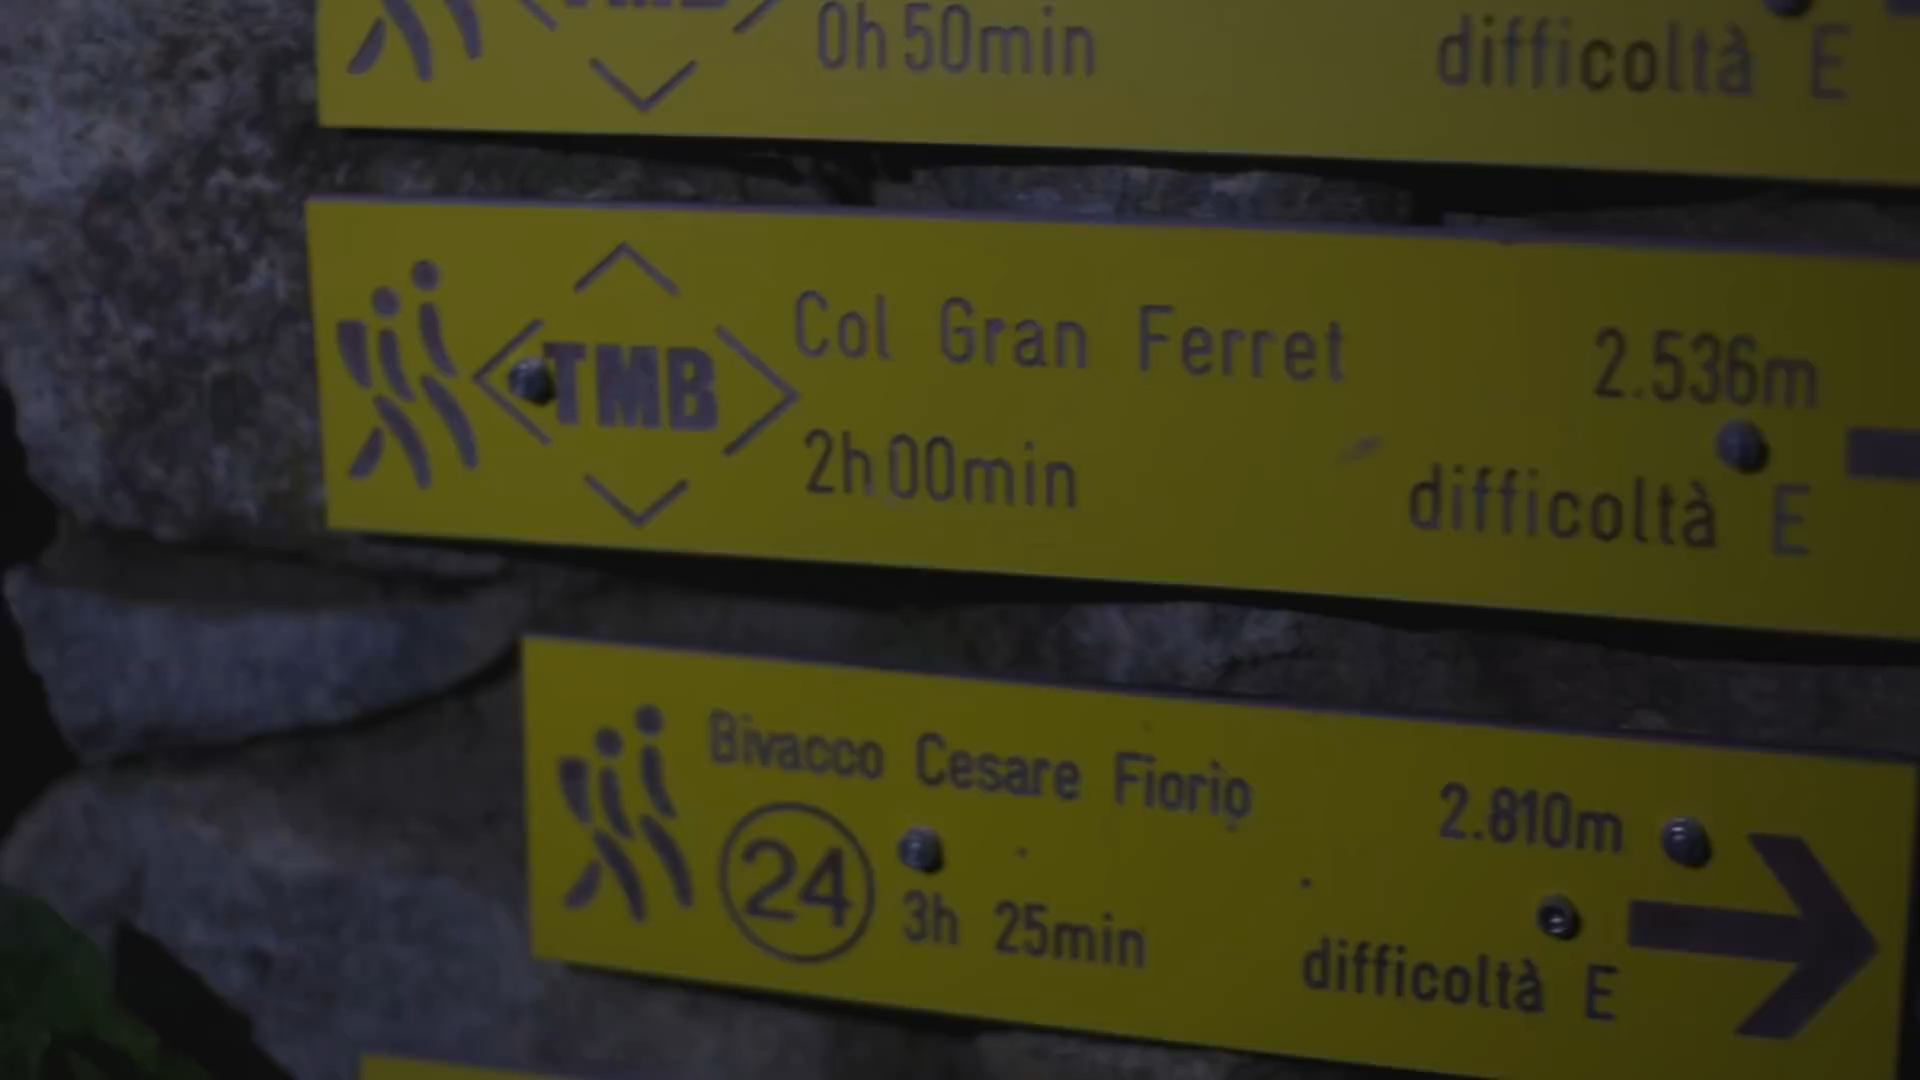 0h50min
difficoltà E
TMB
Col Gran Ferret 2.536m
2h00min
difficoltà E
Bivacco Cesare Fiorio 2.810m
24
3h 25min
difficoltà E